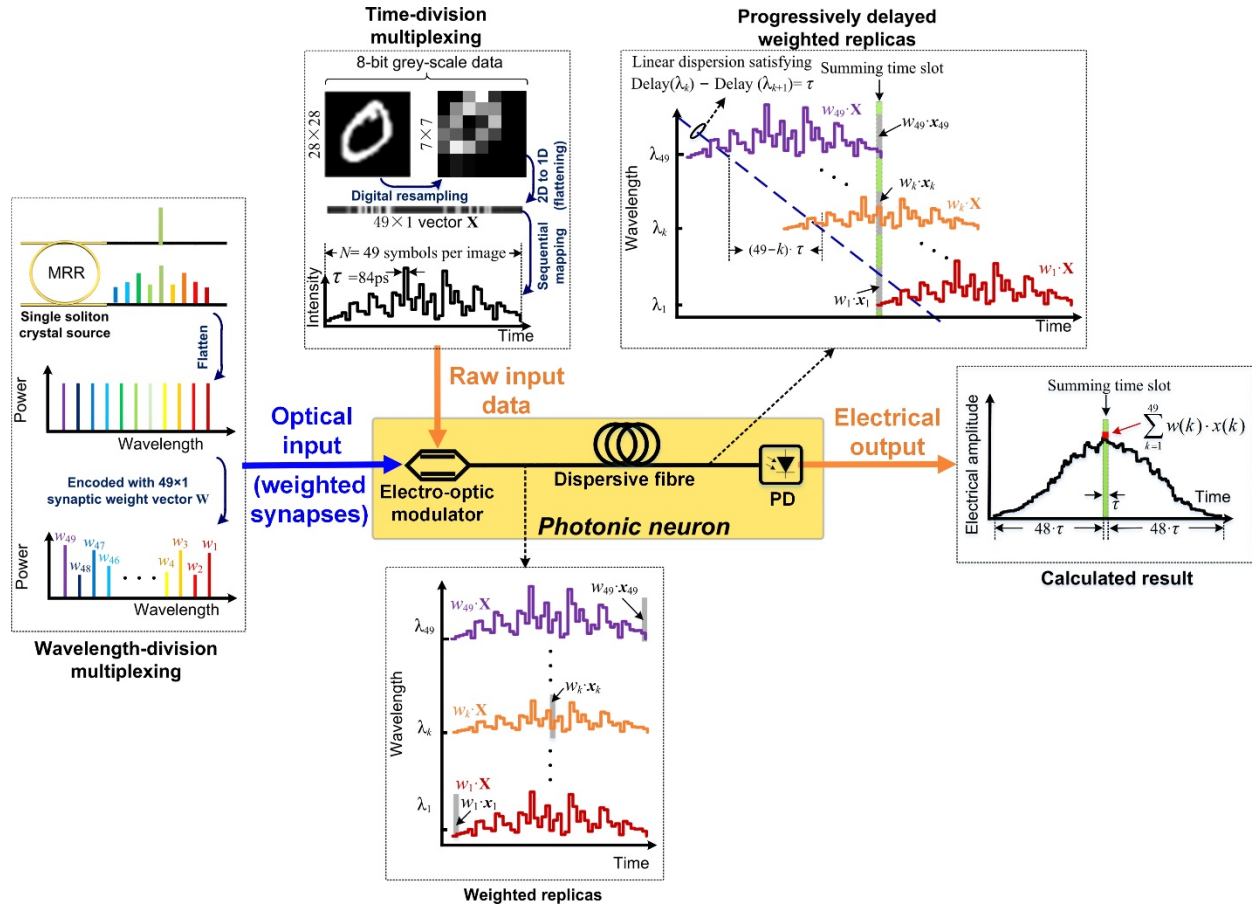 Time-division
multiplexing
8-bit grey-scale data
28×28
7×7
Digital resampling
2D to 1D
(flattening)
49×1 vector X
Sequential
mapping
N= 49 symbols per image
τ =84ps
Intensity
Time
Progressively delayed
weighted replicas
Linear dispersion satisfying
Delay(λk) − Delay (λk+1)= τ
Summing time slot
w49·X
w49·x49
λ49
wk·xk
wk·X
λk
(49−k)· τ
w1·X
w1·x1
λ1
Wavelength
Time
MRR
Single soliton
crystal source
Flatten
Power
Wavelength
Encoded with 49×1
synaptic weight vector W
w49
w48
w47
w46
w4
w3
w2
w1
Power
Wavelength
Wavelength-division
multiplexing
Raw input
data
Optical
input
(weighted
synapses)
Electro-optic
modulator
Dispersive fibre
PD
Photonic neuron
Electrical
output
Summing time slot
49
∑ w(k) · x(k)
k=1
Electrical amplitude
Time
τ
48·τ
48·τ
Calculated result
w49·x49
w49·X
λ49
wk·xk
wk·X
λk
w1·X
w1·x1
λ1
Wavelength
Time
Weighted replicas